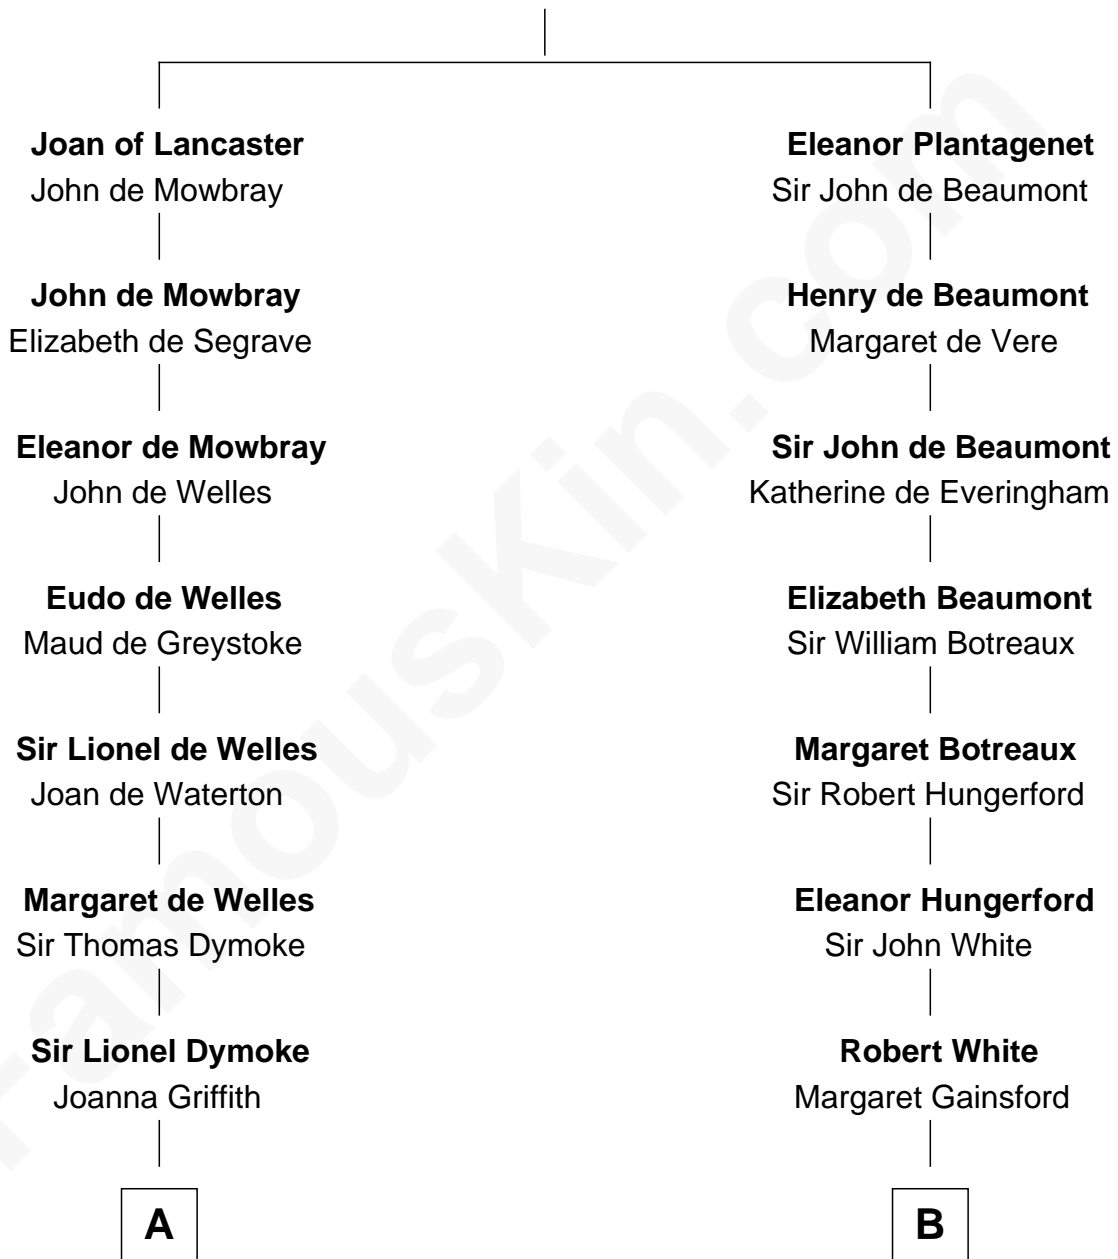 Joan of Lancaster
John de Mowbray
John de Mowbray
Elizabeth de Segrave
Eleanor de Mowbray
John de Welles
Eudo de Welles
Maud de Greystoke
Sir Lionel de Welles
Joan de Waterton
Margaret de Welles
Sir Thomas Dymoke
Sir Lionel Dymoke
Joanna Griffith
A
Eleanor Plantagenet
Sir John de Beaumont
Henry de Beaumont
Margaret de Vere
Sir John de Beaumont
Katherine de Everingham
Elizabeth Beaumont
Sir William Botreaux
Margaret Botreaux
Sir Robert Hungerford
Eleanor Hungerford
Sir John White
Robert White
Margaret Gainsford
B
FamousKin.com